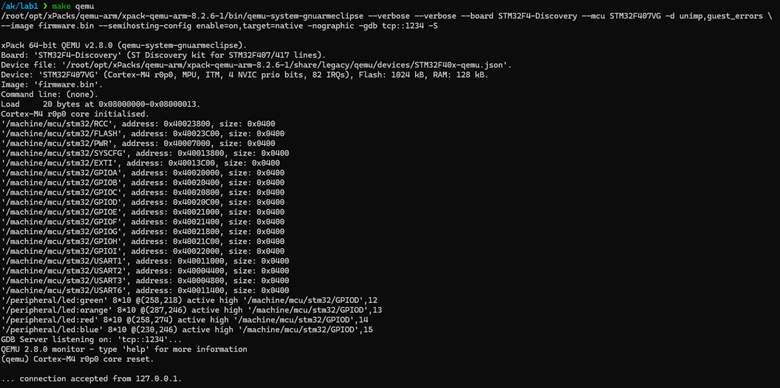 /ak/lab1 ❯ make qemu
/root/opt/xPacks/qemu-arm/xpack-qemu-arm-8.2.6-1/bin/qemu-system-gnuarmeclipse --verbose --verbose --board STM32F4-Discovery --mcu STM32F407VG -d unimp,guest_errors \
--image firmware.bin --semihosting-config enable=on,target=native -nographic -gdb tcp::1234 -S
xPack 64-bit QEMU v2.8.0 (qemu-system-gnuarmeclipse).
Board: 'STM32F4-Discovery' (ST Discovery kit for STM32F407/417 lines).
Device file: '/root/opt/xPacks/qemu-arm/xpack-qemu-arm-8.2.6-1/share/legacy/qemu/devices/STM32F40x-qemu.json'.
Device: 'STM32F407VG' (Cortex-M4 r0p0, MPU, ITM, 4 NVIC prio bits, 82 IRQs), Flash: 1024 kB, RAM: 128 kB.
Image: 'firmware.bin'.
Command line: (none).
Load     20 bytes at 0x08000000-0x08000013.
Cortex-M4 r0p0 core initialised.
'/machine/mcu/stm32/RCC', address: 0x40023800, size: 0x0400
'/machine/mcu/stm32/FLASH', address: 0x40023C00, size: 0x0400
'/machine/mcu/stm32/PWR', address: 0x40007000, size: 0x0400
'/machine/mcu/stm32/SYSCFG', address: 0x40013800, size: 0x0400
'/machine/mcu/stm32/EXTI', address: 0x40013C00, size: 0x0400
'/machine/mcu/stm32/GPIOA', address: 0x40020000, size: 0x0400
'/machine/mcu/stm32/GPIOB', address: 0x40020400, size: 0x0400
'/machine/mcu/stm32/GPIOC', address: 0x40020800, size: 0x0400
'/machine/mcu/stm32/GPIOD', address: 0x40020C00, size: 0x0400
'/machine/mcu/stm32/GPIOE', address: 0x40021000, size: 0x0400
'/machine/mcu/stm32/GPIOF', address: 0x40021400, size: 0x0400
'/machine/mcu/stm32/GPIOG', address: 0x40021800, size: 0x0400
'/machine/mcu/stm32/GPIOH', address: 0x40021C00, size: 0x0400
'/machine/mcu/stm32/GPIOI', address: 0x40022000, size: 0x0400
'/machine/mcu/stm32/USART1', address: 0x40011000, size: 0x0400
'/machine/mcu/stm32/USART2', address: 0x40004400, size: 0x0400
'/machine/mcu/stm32/USART3', address: 0x40004800, size: 0x0400
'/machine/mcu/stm32/USART6', address: 0x40011400, size: 0x0400
'/peripheral/led:green' 8*10 @(258,218) active high '/machine/mcu/stm32/GPIOD',12
'/peripheral/led:orange' 8*10 @(287,246) active high '/machine/mcu/stm32/GPIOD',13
'/peripheral/led:red' 8*10 @(258,274) active high '/machine/mcu/stm32/GPIOD',14
'/peripheral/led:blue' 8*10 @(230,246) active high '/machine/mcu/stm32/GPIOD',15
GDB Server listening on: 'tcp::1234'...
QEMU 2.8.0 monitor - type 'help' for more information
(qemu) Cortex-M4 r0p0 core reset.
... connection accepted from 127.0.0.1.